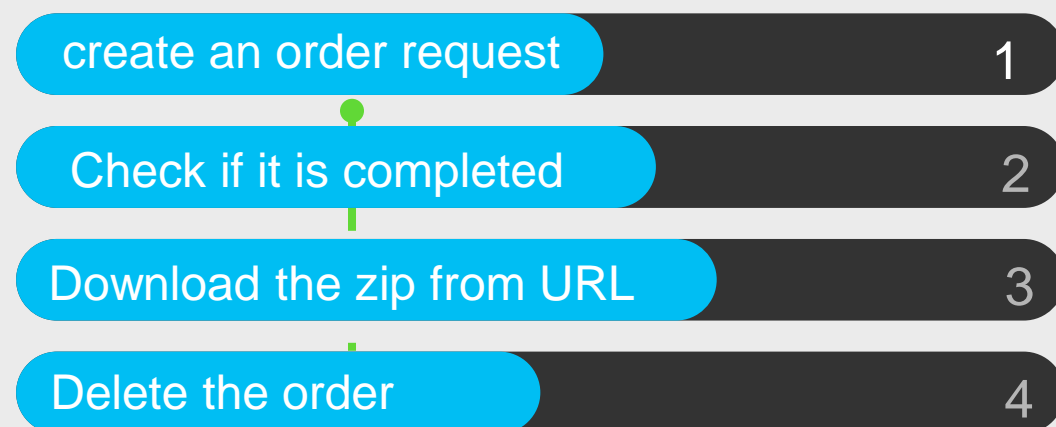 create an order request 1
Check if it is completed 2
Download the zip from URL 3
Delete the order 4